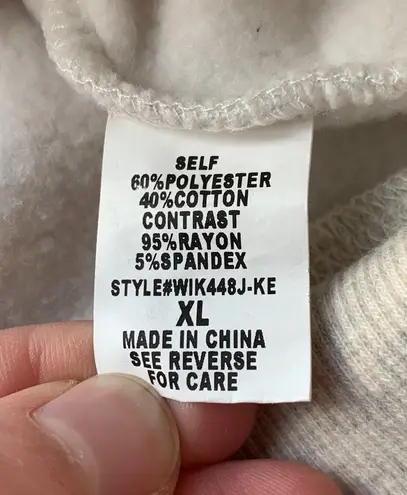 SELF
60%POLYESTER
40%COTTON
CONTRAST
95%RAYON
5%SPANDEX
STYLE#WIK448J-KE
XL
MADE IN CHINA
SEE REVERSE
FOR CARE